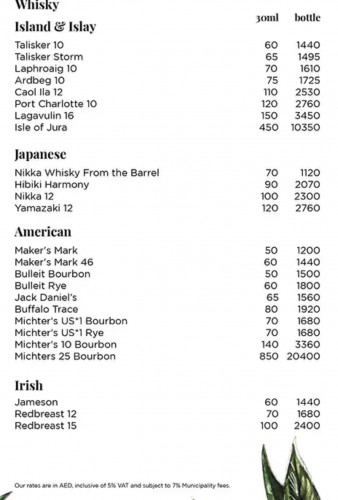 Whisky
30ml bottle
Island & Islay
Talisker 10 60 1440
Talisker Storm 65 1495
Laphroaig 10 70 1610
Ardbeg 10 75 1725
Caol Ila 12 110 2530
Port Charlotte 10 120 2760
Lagavulin 16 150 3450
Isle of Jura 450 10350
Japanese
Nikka Whisky From the Barrel 70 1120
Hibiki Harmony 90 2070
Nikka 12 100 2300
Yamazaki 12 120 2760
American
Maker's Mark 50 1200
Maker's Mark 46 60 1440
Bulleit Bourbon 50 1500
Bulleit Rye 60 1800
Jack Daniel's 65 1560
Buffalo Trace 80 1920
Michter's US*1 Bourbon 70 1680
Michter's US*1 Rye 70 1680
Michter's 10 Bourbon 140 3360
Michters 25 Bourbon 850 20400
Irish
Jameson 60 1440
Redbreast 12 70 1680
Redbreast 15 100 2400
Our rates are in AED, inclusive of 5% VAT and subject to 7% Municipality fees.